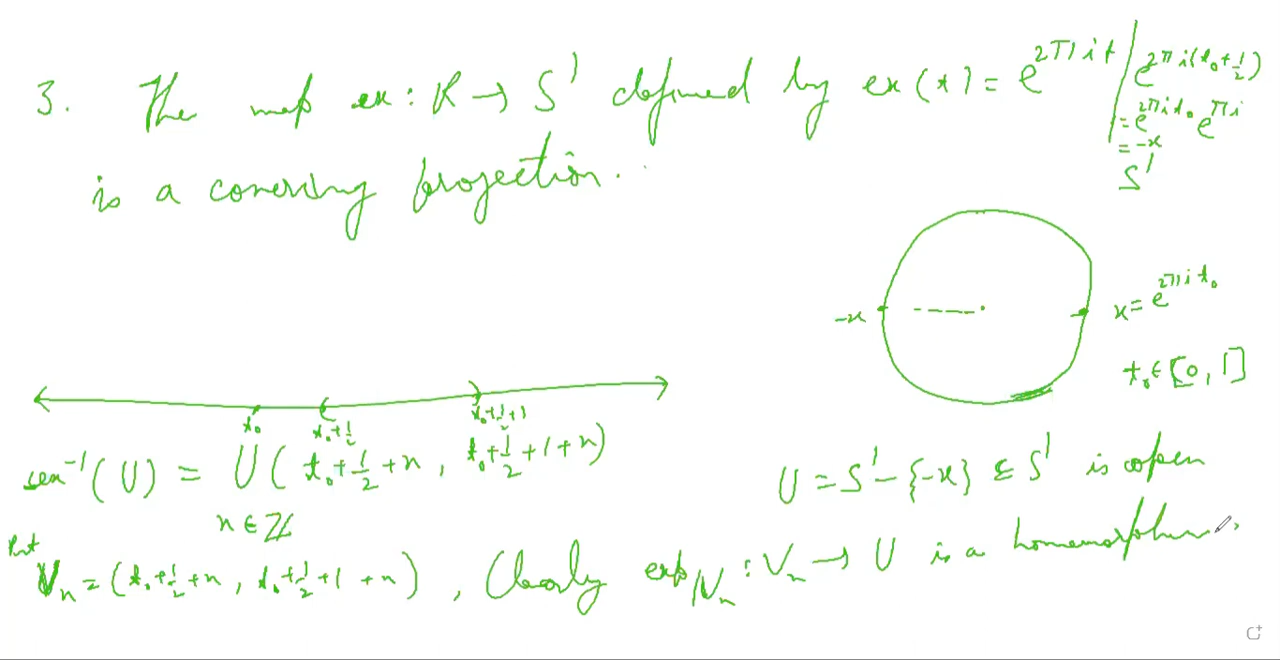 3. The map ex: R → S¹ defined by ex(t) = e^{2πit}
e^{2πi(t₀+1/2)}
= e^{2πit₀} e^{πi}
= -x
is a covering projection.
S¹
-x
x = e^{2πit₀}
t₀ ∈ [0, 1]
t₀ t₀+1/2 t₀+1/2+1
ex⁻¹(U) = U (t₀+1/2+n, t₀+1/2+1+n)
n ∈ ℤ
U = S¹ - {-x} ⊆ S¹ is open
Put
V_n = (t₀+1/2+n, t₀+1/2+1+n), Clearly exp|V_n : V_n → U is a homeomorphism.